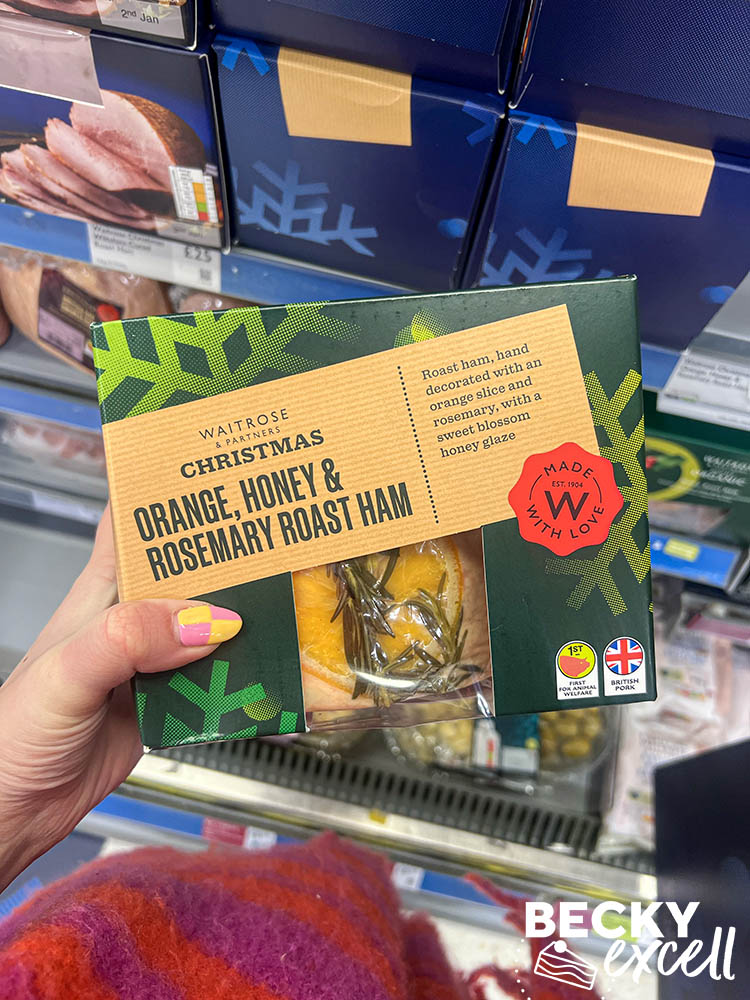 2nd Jan
£25
WAITROSE
& PARTNERS
CHRISTMAS
ORANGE, HONEY &
ROSEMARY ROAST HAM
Roast ham, hand
decorated with an
orange slice and
rosemary, with a
sweet blossom
honey glaze
MADE
EST. 1904
W
WITH LOVE
1ST
FIRST
FOR ANIMAL
WELFARE
BRITISH
PORK
BECKY
excell